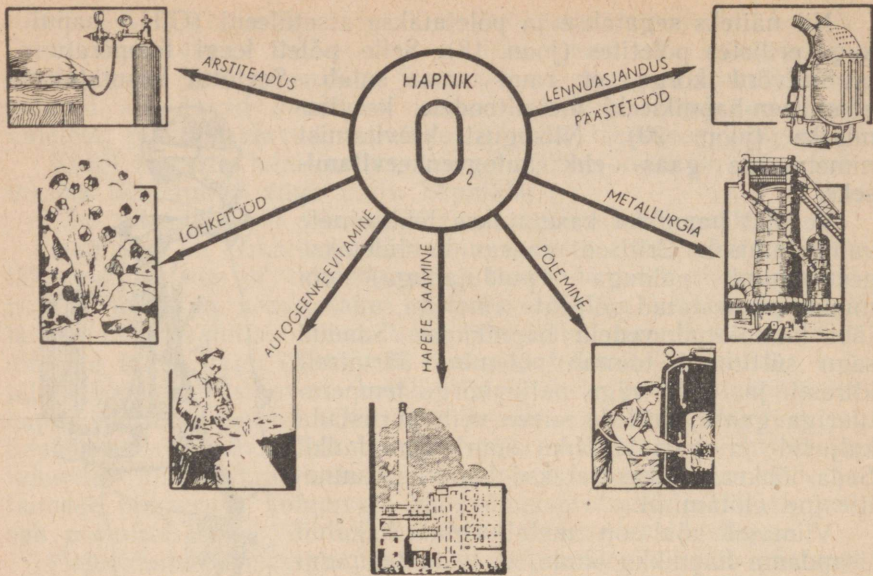 HAPNIK
O2
ARSTITEADUS
LENNUASJANDUS
PÄÄSTETÖÖD
LÕHKETÖÖD
METALLURGIA
AUTOGEENKEEVITAMINE
HAPETE SAAMINE
PÕLEMINE